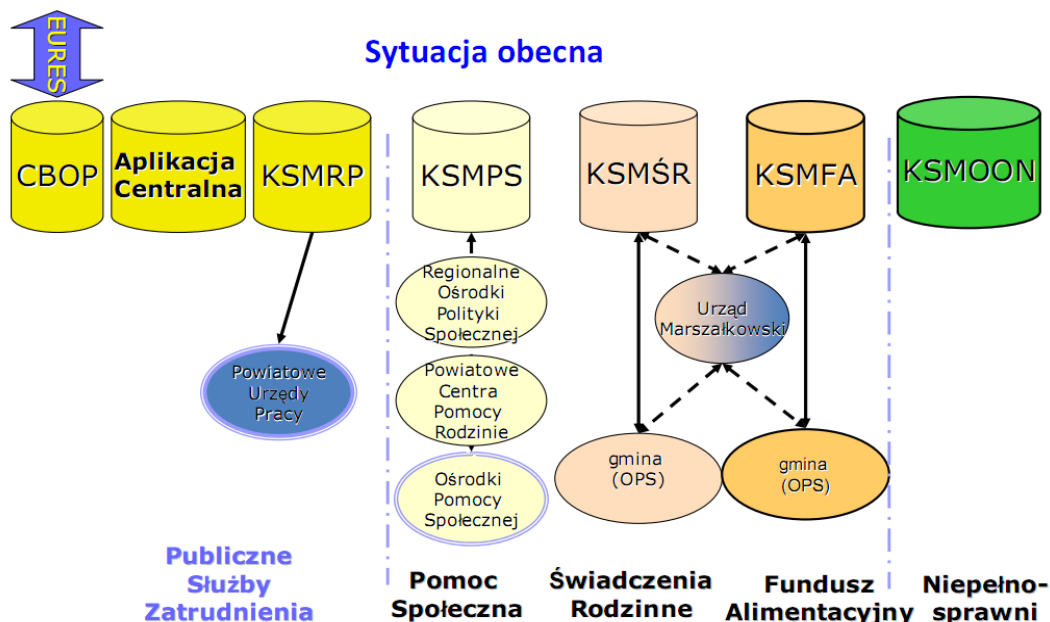 EURES
Sytuacja obecna
CBOP
Aplikacja
Centralna
KSMRP
KSMPS
KSMŚR
KSMFA
KSMOON
Regionalne
Ośrodki
Polityki
Społecznej
Urząd
Marszałkowski
Powiatowe
Urzędy
Pracy
Powiatowe
Centra
Pomocy
Rodzinie
Ośrodki
Pomocy
Społecznej
gmina
(OPS)
gmina
(OPS)
Publiczne
Służby
Zatrudnienia
Pomoc
Społeczna
Świadczenia
Rodzinne
Fundusz
Alimentacyjny
Niepełno-
sprawni